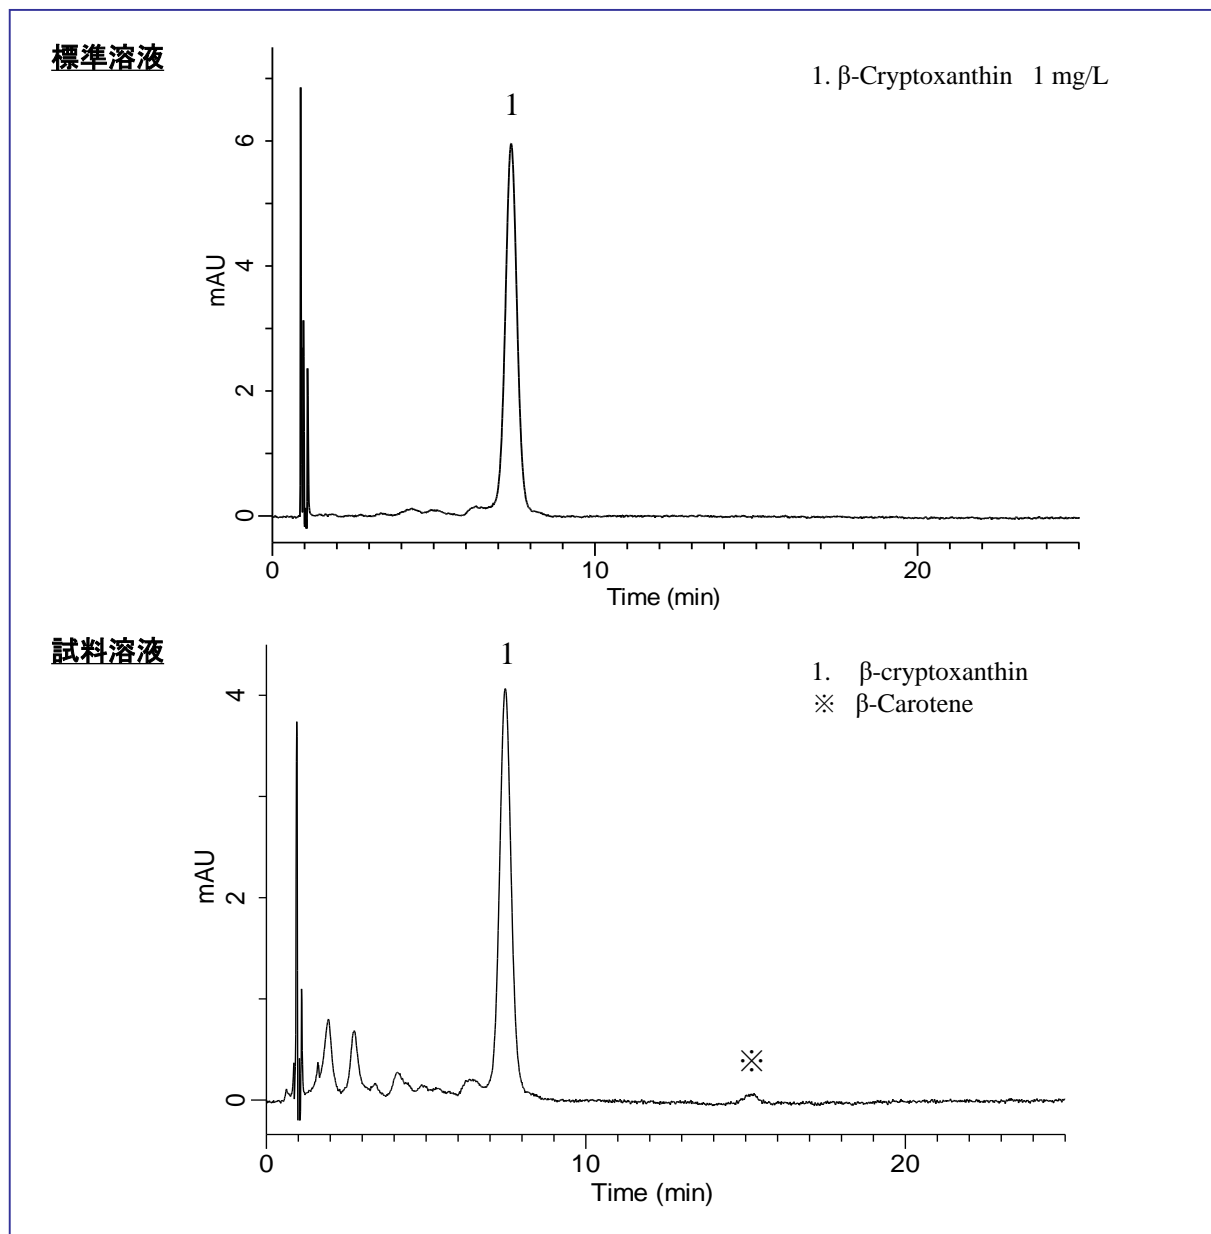 標準溶液
1. β-Cryptoxanthin 1 mg/L
1
6
4
2
0
mAU
0 10 20
Time (min)
試料溶液
1. β-cryptoxanthin
※ β-Carotene
1
4
2
0
mAU
※
0 10 20
Time (min)